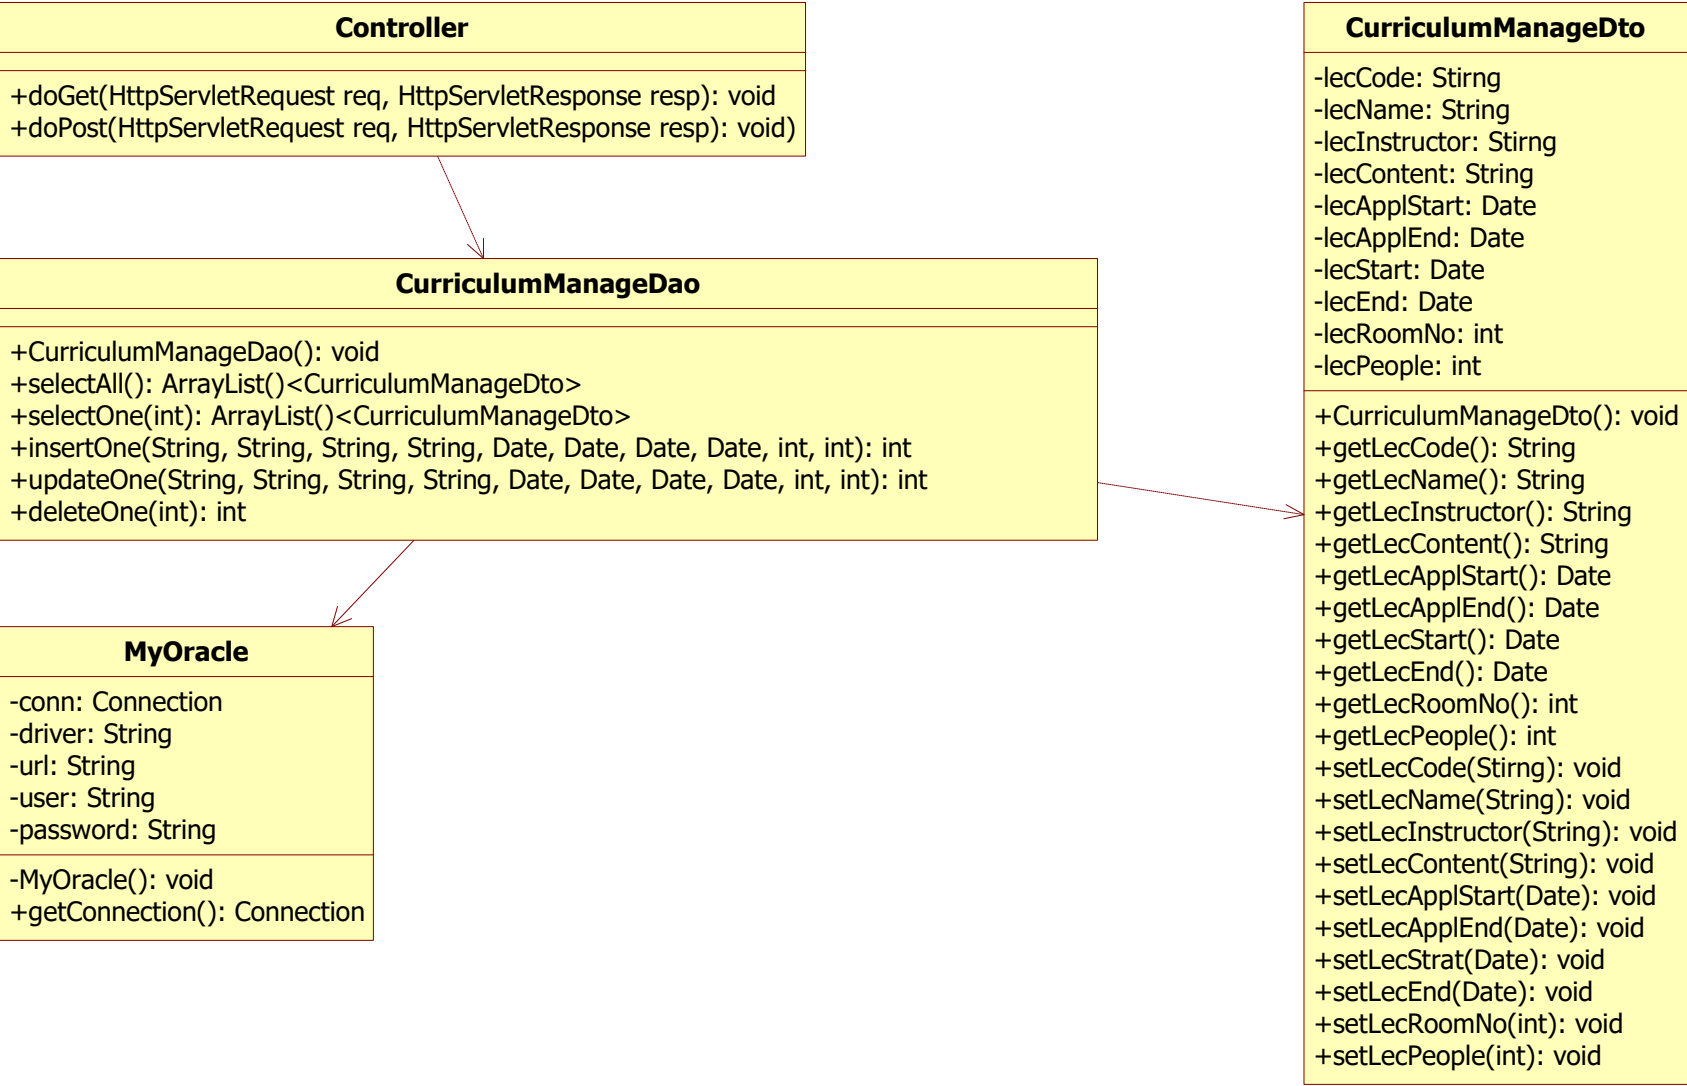 Controller
+doGet(HttpServletRequest req, HttpServletResponse resp): void
+doPost(HttpServletRequest req, HttpServletResponse resp): void)
CurriculumManageDao
+CurriculumManageDao(): void
+selectAll(): ArrayList()<CurriculumManageDto>
+selectOne(int): ArrayList()<CurriculumManageDto>
+insertOne(String, String, String, String, Date, Date, Date, Date, int, int): int
+updateOne(String, String, String, String, Date, Date, Date, Date, int, int): int
+deleteOne(int): int
MyOracle
-conn: Connection
-driver: String
-url: String
-user: String
-password: String
-MyOracle(): void
+getConnection(): Connection
CurriculumManageDto
-lecCode: Stirng
-lecName: String
-lecInstructor: Stirng
-lecContent: String
-lecApplStart: Date
-lecApplEnd: Date
-lecStart: Date
-lecEnd: Date
-lecRoomNo: int
-lecPeople: int
+CurriculumManageDto(): void
+getLecCode(): String
+getLecName(): String
+getLecInstructor(): String
+getLecContent(): String
+getLecApplStart(): Date
+getLecApplEnd(): Date
+getLecStart(): Date
+getLecEnd(): Date
+getLecRoomNo(): int
+getLecPeople(): int
+setLecCode(Stirng): void
+setLecName(String): void
+setLecInstructor(String): void
+setLecContent(String): void
+setLecApplStart(Date): void
+setLecApplEnd(Date): void
+setLecStrat(Date): void
+setLecEnd(Date): void
+setLecRoomNo(int): void
+setLecPeople(int): void